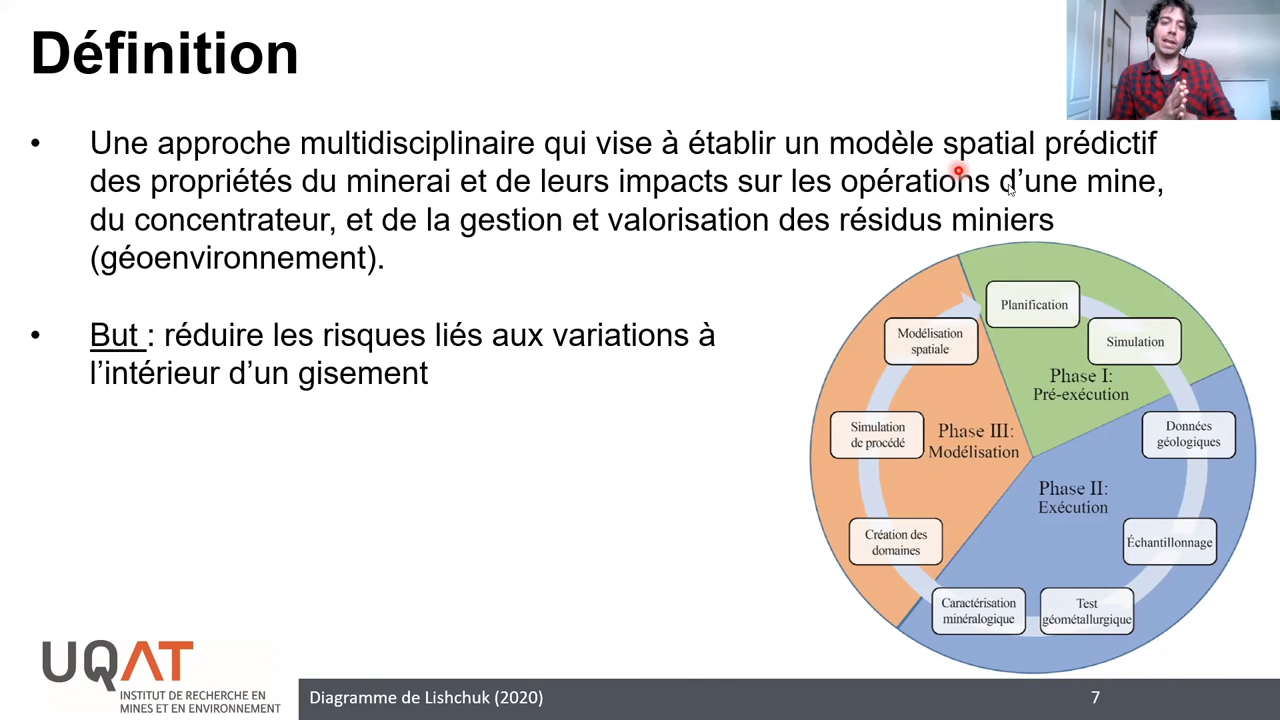 Définition
• Une approche multidisciplinaire qui vise à établir un modèle spatial prédictif
des propriétés du minerai et de leurs impacts sur les opérations d’une mine,
du concentrateur, et de la gestion et valorisation des résidus miniers
(géoenvironnement).
• But : réduire les risques liés aux variations à
l’intérieur d’un gisement
Planification
Simulation
Phase I:
Pré-exécution
Données
géologiques
Échantillonnage
Test
géométallurgique
Caractérisation
minéralogique
Phase II:
Exécution
Création des
domaines
Simulation
de procédé
Modélisation
spatiale
Phase III:
Modélisation
UQAT
INSTITUT DE RECHERCHE EN
MINES ET EN ENVIRONNEMENT
Diagramme de Lishchuk (2020)
7